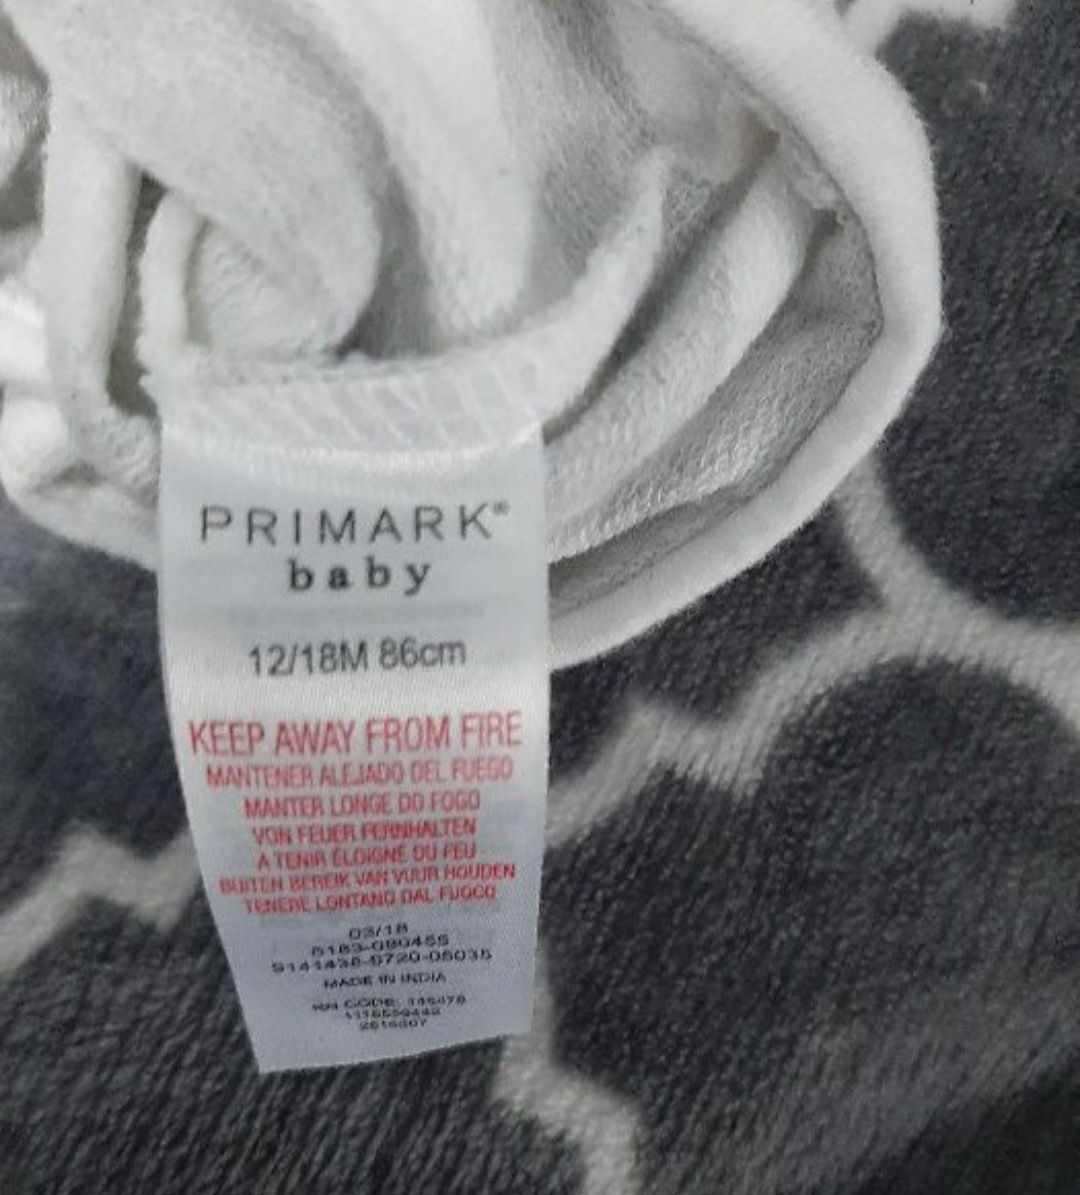 PRIMARK®
baby
12/18M 86cm
KEEP AWAY FROM FIRE
MANTENER ALEJADO DEL FUEGO
MANTER LONGE DO FOGO
VON FEUER FERNHALTEN
A TENIR ÉLOIGNÉ DU FEU
BUITEN BEREIK VAN VUUR HOUDEN
TENERE LONTANO DAL FUOCO
03/18
MADE IN INDIA
RN CODE: